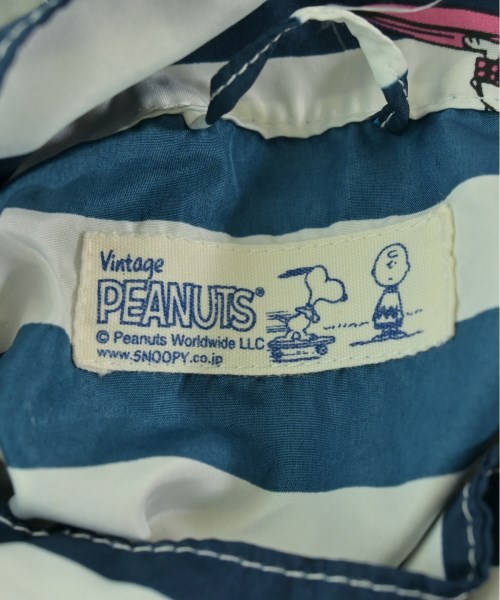 Vintage
PEANUTS®
© Peanuts Worldwide LLC
www.SNOOPY.co.jp